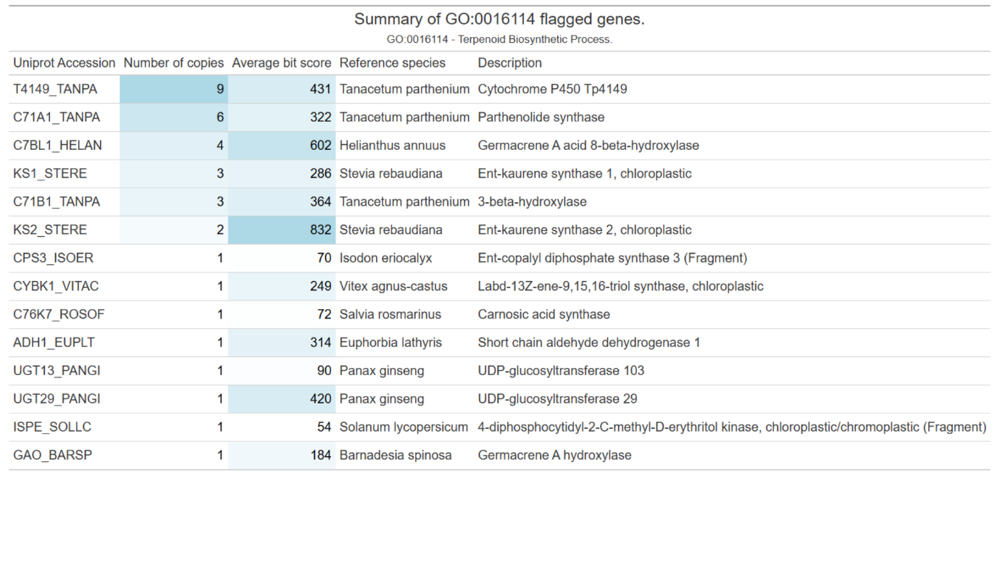 Summary of GO:0016114 flagged genes.
GO:0016114 - Terpenoid Biosynthetic Process.
Uniprot Accession Number of copies Average bit score Reference species Description
T4149_TANPA 9 431 Tanacetum parthenium Cytochrome P450 Tp4149
C71A1_TANPA 6 322 Tanacetum parthenium Parthenolide synthase
C7BL1_HELAN 4 602 Helianthus annuus Germacrene A acid 8-beta-hydroxylase
KS1_STERE 3 286 Stevia rebaudiana Ent-kaurene synthase 1, chloroplastic
C71B1_TANPA 3 364 Tanacetum parthenium 3-beta-hydroxylase
KS2_STERE 2 832 Stevia rebaudiana Ent-kaurene synthase 2, chloroplastic
CPS3_ISOER 1 70 Isodon eriocalyx Ent-copalyl diphosphate synthase 3 (Fragment)
CYBK1_VITAC 1 249 Vitex agnus-castus Labd-13Z-ene-9,15,16-triol synthase, chloroplastic
C76K7_ROSOF 1 72 Salvia rosmarinus Carnosic acid synthase
ADH1_EUPLT 1 314 Euphorbia lathyris Short chain aldehyde dehydrogenase 1
UGT13_PANGI 1 90 Panax ginseng UDP-glucosyltransferase 103
UGT29_PANGI 1 420 Panax ginseng UDP-glucosyltransferase 29
ISPE_SOLLC 1 54 Solanum lycopersicum 4-diphosphocytidyl-2-C-methyl-D-erythritol kinase, chloroplastic/chromoplastic (Fragment)
GAO_BARSP 1 184 Barnadesia spinosa Germacrene A hydroxylase